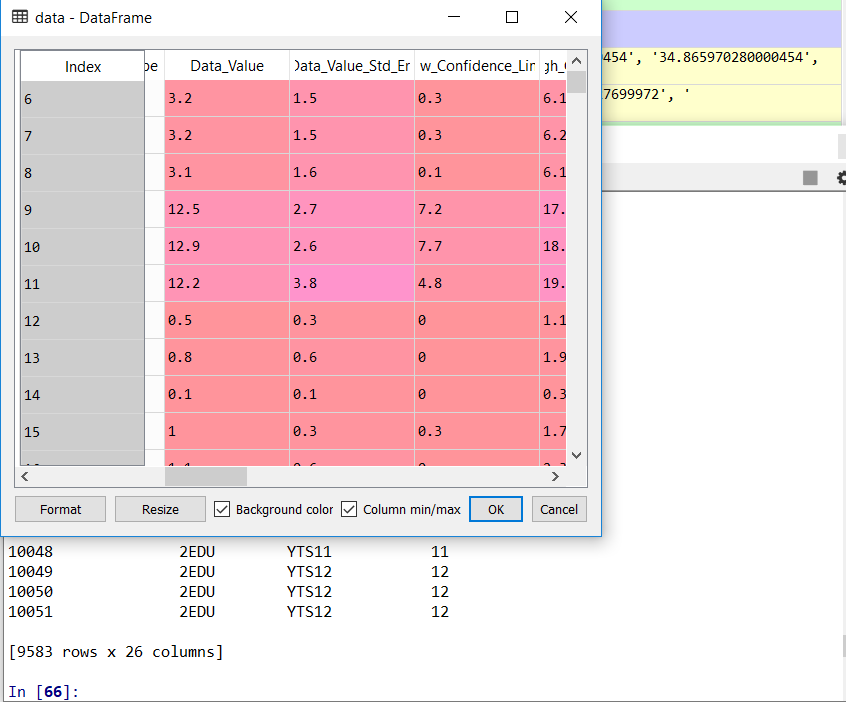 data - DataFrame
454', '34.865970280000454',
7699972', '
Index Data_Value Data_Value_Std_Er w_Confidence_Lir
6 3.2 1.5 0.3 6.1
7 3.2 1.5 0.3 6.2
8 3.1 1.6 0.1 6.1
9 12.5 2.7 7.2 17.
10 12.9 2.6 7.7 18.
11 12.2 3.8 4.8 19.
12 0.5 0.3 0 1.1
13 0.8 0.6 0 1.9
14 0.1 0.1 0 0.3
15 1 0.3 0.3 1.7
Format Resize Background color Column min/max OK Cancel
10048 2EDU YTS11 11
10049 2EDU YTS12 12
10050 2EDU YTS12 12
10051 2EDU YTS12 12
[9583 rows x 26 columns]
In [66]: